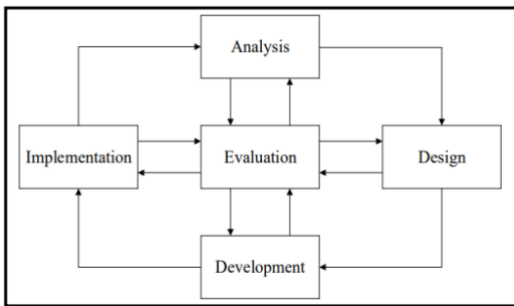 Analysis
Implementation
Evaluation
Design
Development